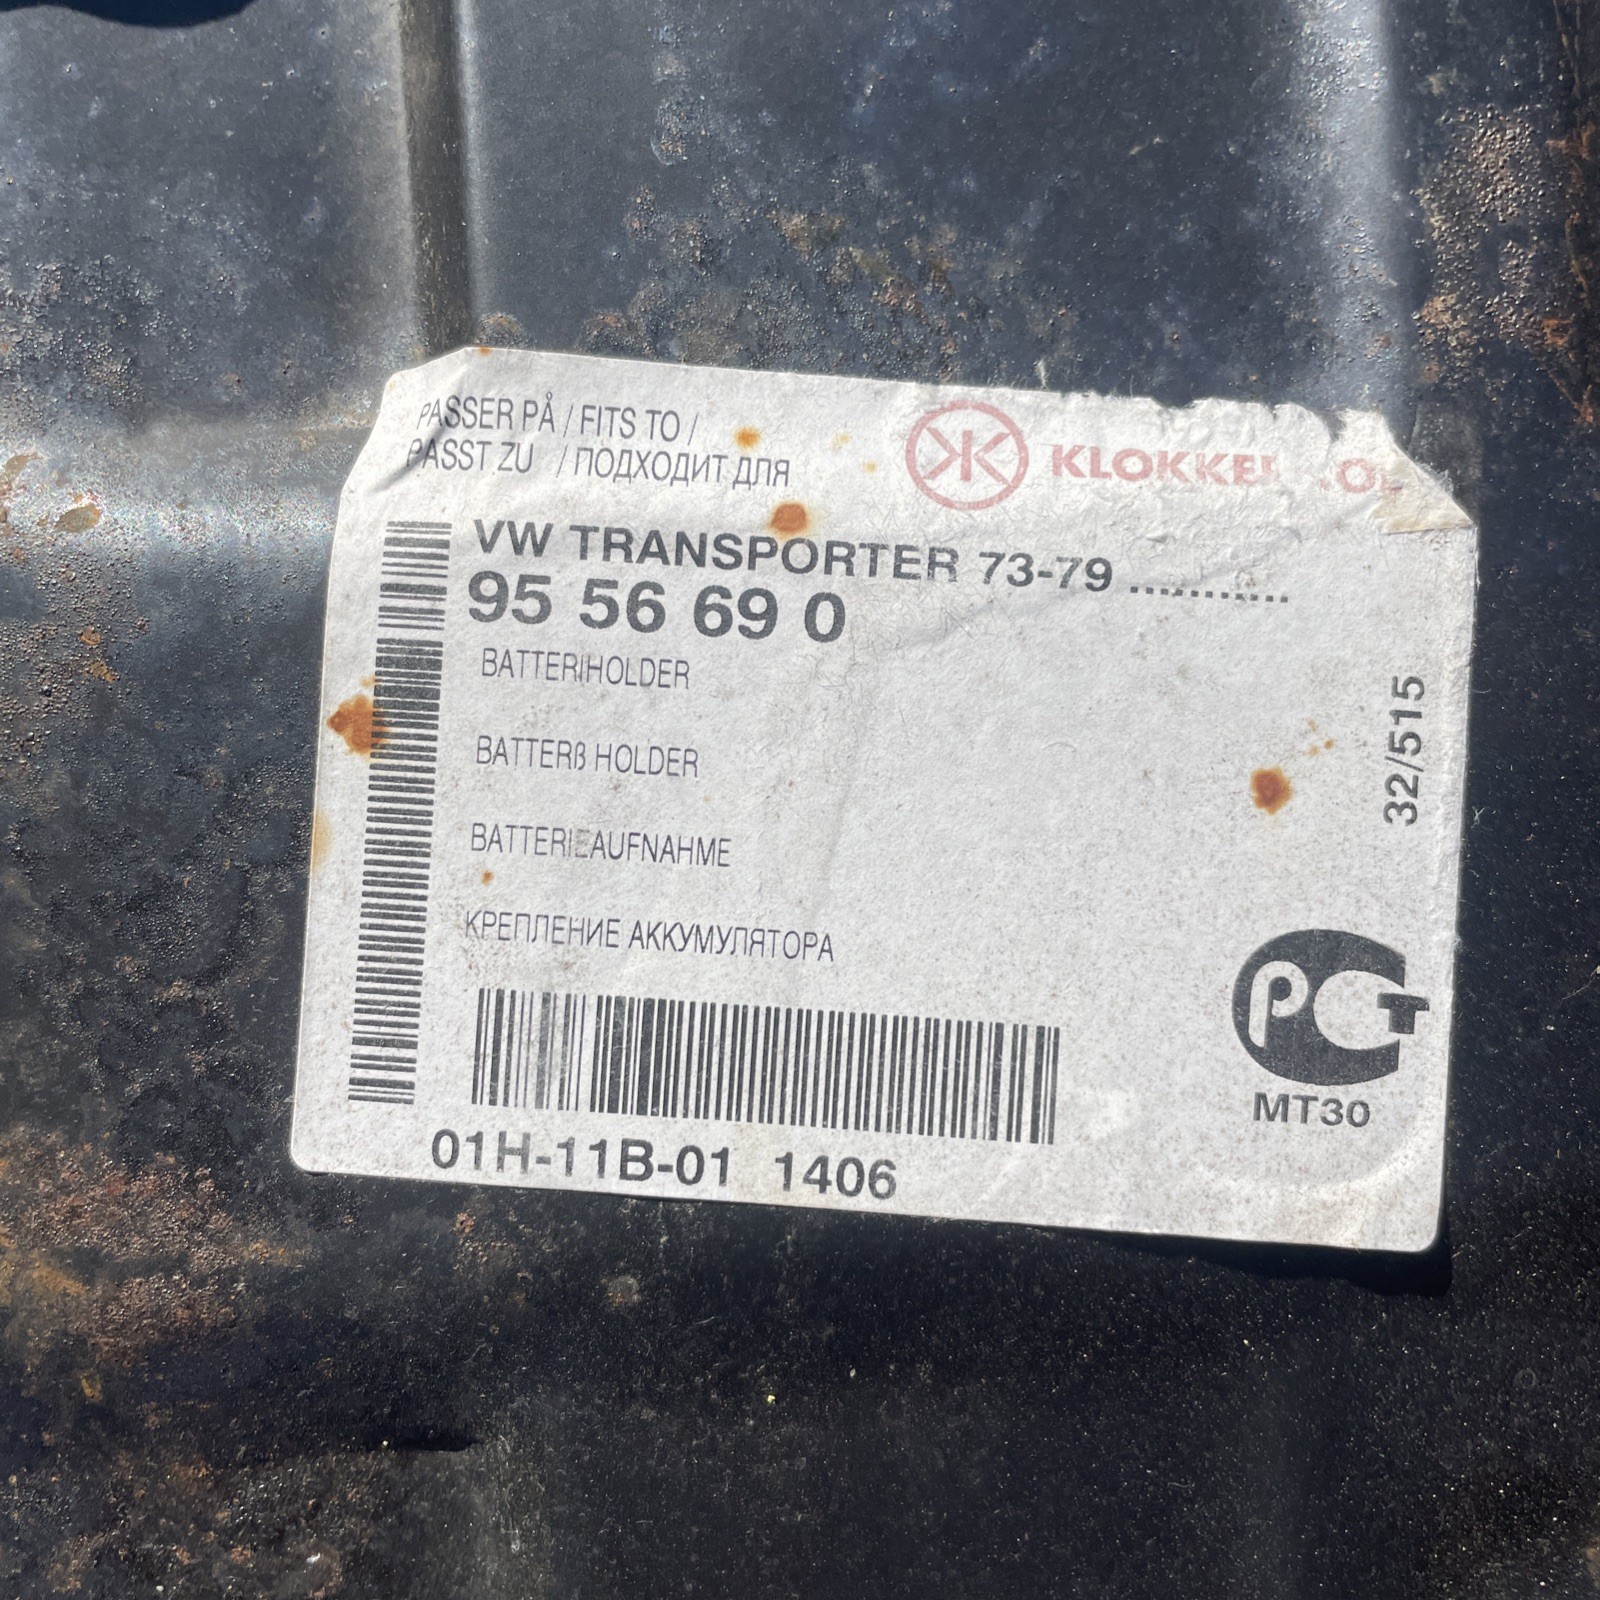 PASSER PÅ / FITS TO /
PASST ZU / ПОДХОДИТ ДЛЯ
VW TRANSPORTER 73-79 ............
95 56 69 0
BATTERIHOLDER
BATTERß HOLDER
BATTERIEAUFNAHME
КРЕПЛЕНИЕ АККУМУЛЯТОРА
32/515
РСТ
MT30
01H-11B-01 1406